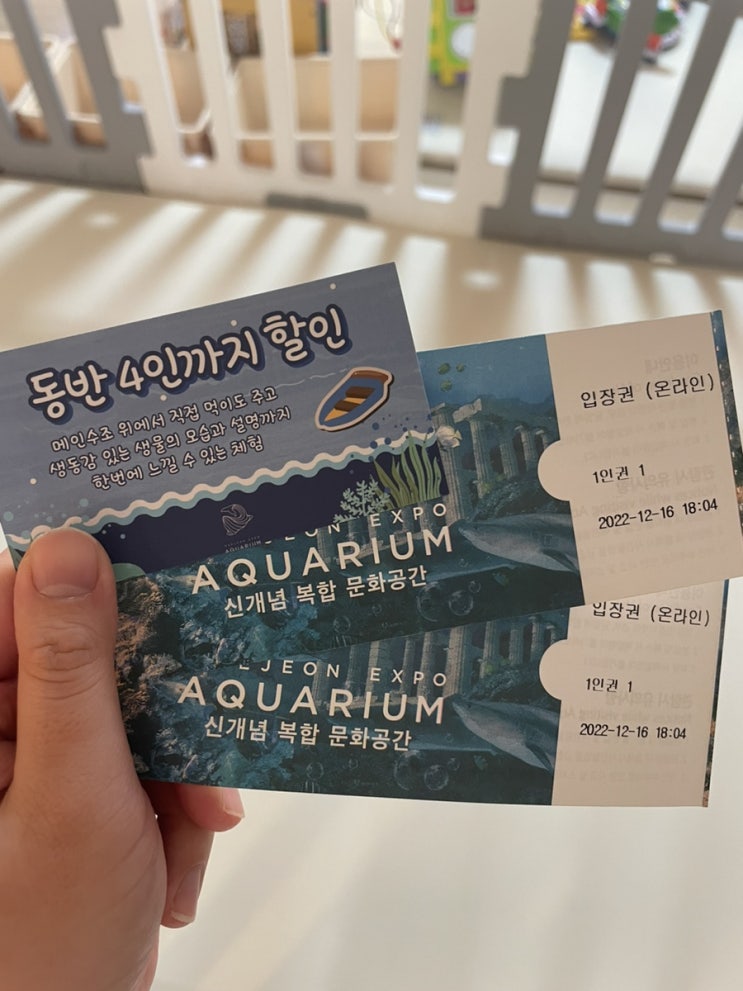 동반 4인까지 할인
메인수조 위에서 직접 먹이도 주고
생동감 있는 생물의 모습과 설명까지
한번에 느낄 수 있는 체험
AQUARIUM
EJEON EXPO
AQUARIUM
신개념 복합 문화공간
입장권 (온라인)
1인권 1
2022-12-16 18:04
EJEON EXPO
AQUARIUM
신개념 복합 문화공간
입장권 (온라인)
1인권 1
2022-12-16 18:04